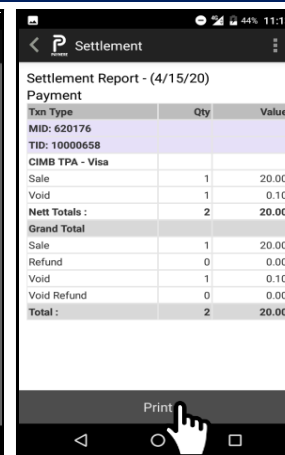 44% 11:1
P Settlement
PAYNESS
Settlement Report - (4/15/20)
Payment
Txn Type Qty Value
MID: 620176
TID: 10000658
CIMB TPA - Visa
Sale 1 20.00
Void 1 0.10
Nett Totals : 2 20.00
Grand Total
Sale 1 20.00
Refund 0 0.00
Void 1 0.10
Void Refund 0 0.00
Total : 2 20.00
Print